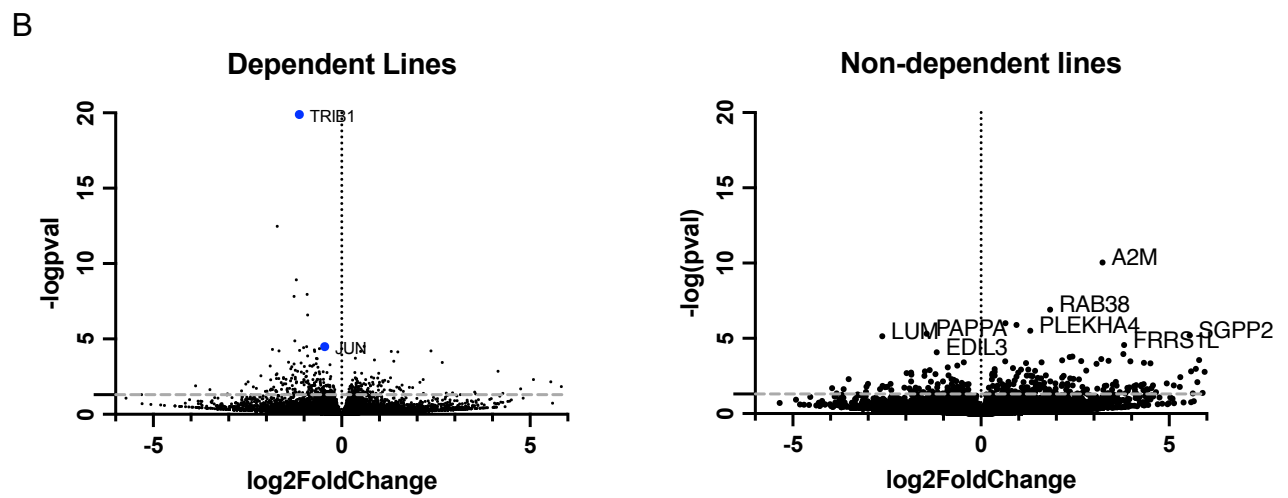 B
Dependent Lines
20
15
10
5
0
-logpval
TRIB1
JUN
-5
0
5
log2FoldChange
Non-dependent lines
20
15
10
5
0
-log(pval)
A2M
RAB38
LUM
PAPPA
PLEKHA4
SGPP2
EDIL3
FRRS1L
-5
0
5
log2FoldChange